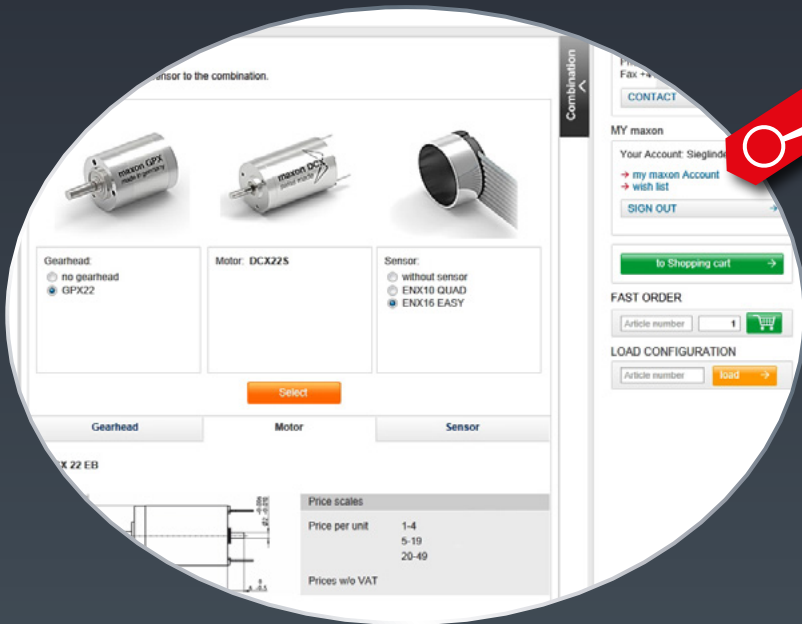 sensor to the combination.
Combination
Fax +4
CONTACT
MY maxon
Your Account: Sieglinde
→ my maxon Account
→ wish list
SIGN OUT →
maxon GPX
made in germany
maxon DCX
swiss made
Gearhead:
no gearhead
GPX22
Motor: DCX22S
Sensor:
without sensor
ENX10 QUAD
ENX16 EASY
to Shopping cart →
FAST ORDER
Article number 1
LOAD CONFIGURATION
Article number load →
Select
Gearhead Motor Sensor
X 22 EB
Price scales
Price per unit 1-4
5-19
20-49
Prices w/o VAT